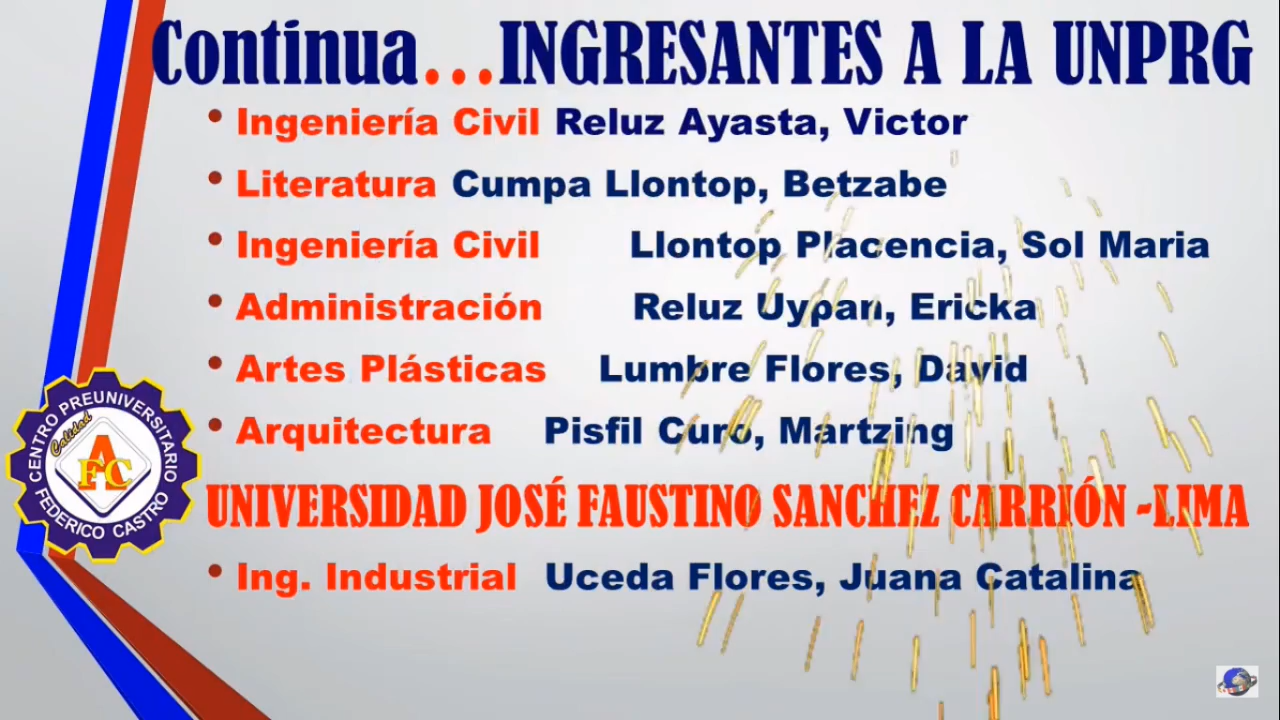 Continua...INGRESANTES A LA UNPRG
• Ingeniería Civil Reluz Ayasta, Victor
• Literatura Cumpa Llontop, Betzabe
• Ingeniería Civil Llontop Placencia, Sol Maria
• Administración Reluz Uypan, Ericka
• Artes Plásticas Lumbre Flores, David
• Arquitectura Pisfil Curo, Martzing
CENTRO PREUNIVERSITARIO
Calidad
A
FC
FEDERICO CASTRO
UNIVERSIDAD JOSÉ FAUSTINO SANCHEZ CARRIÓN -LIMA
• Ing. Industrial Uceda Flores, Juana Catalina